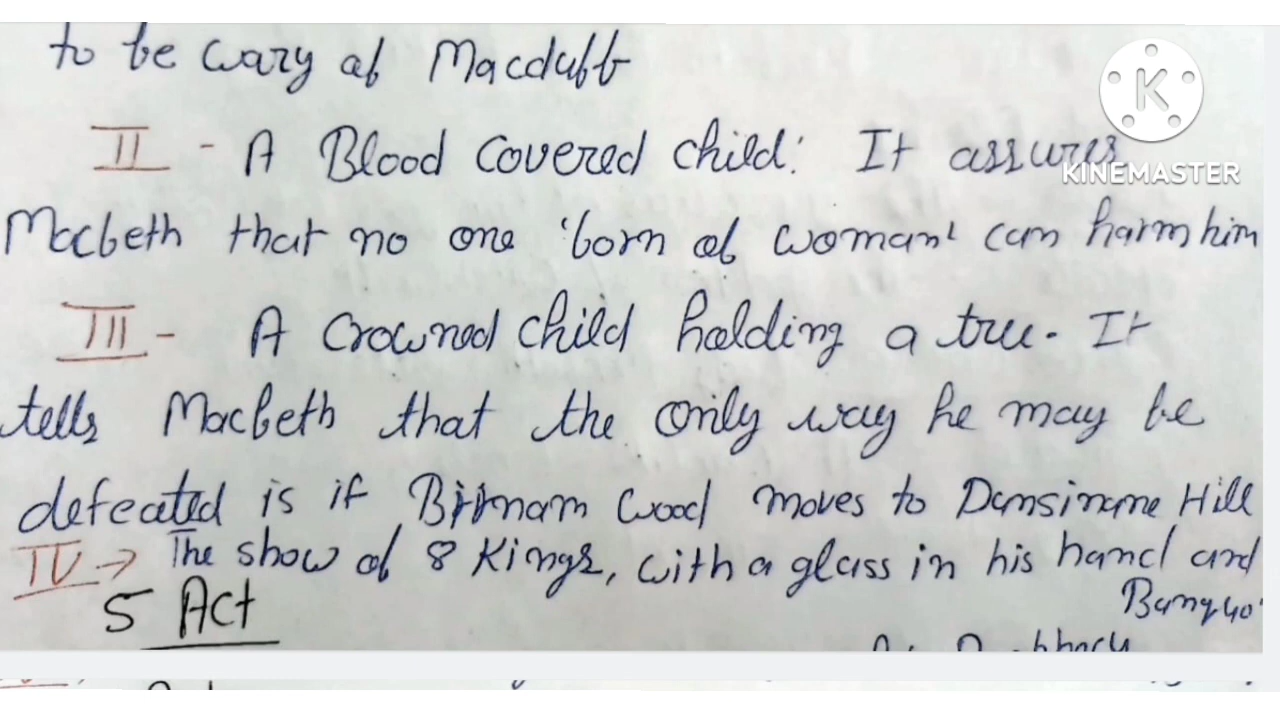 to be wary of Macduff
K
II - A Blood covered child: It assures
KINEMASTER
Macbeth that no one 'born of woman' can harm him
III - A Crowned child holding a tree. It
tells Macbeth that the only way he may be
defeated is if Birnam Wood moves to Dunsinane Hill
IV → The show of 8 Kings, with a glass in his hand and
Banquo'
5 Act